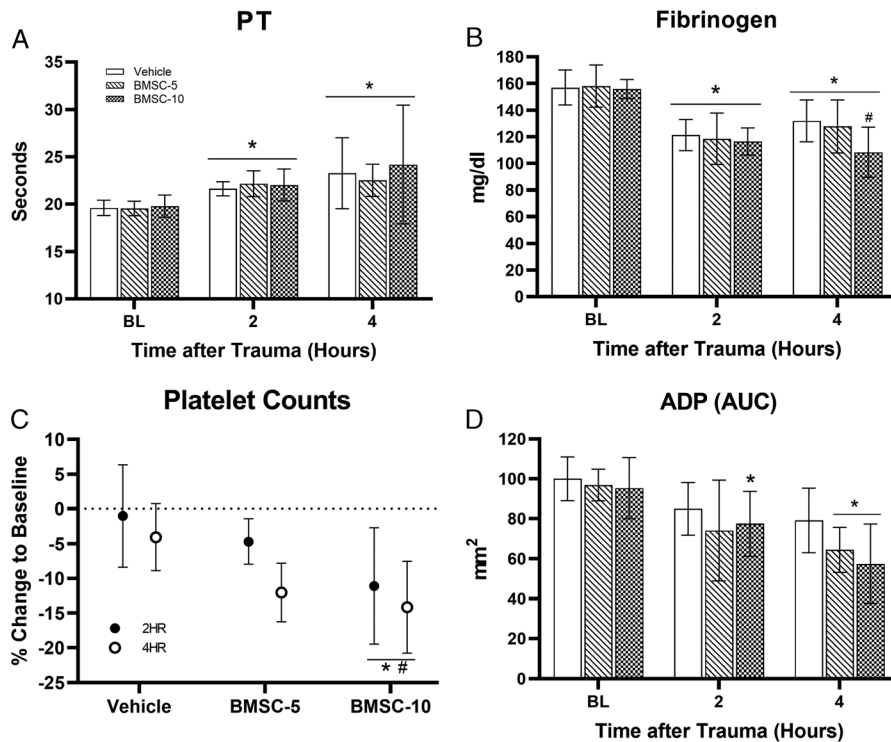 A
PT
35
30
25
20
15
10
Seconds
Vehicle
BMSC-5
BMSC-10
*
*
BL
2
4
Time after Trauma (Hours)
B
Fibrinogen
180
160
140
120
100
80
60
40
20
0
mg/dl
*
*
#
BL
2
4
Time after Trauma (Hours)
C
Platelet Counts
10
5
0
-5
-10
-15
-20
-25
% Change to Baseline
2HR
4HR
* #
Vehicle
BMSC-5
BMSC-10
D
ADP (AUC)
120
100
80
60
40
20
0
mm²
*
*
BL
2
4
Time after Trauma (Hours)